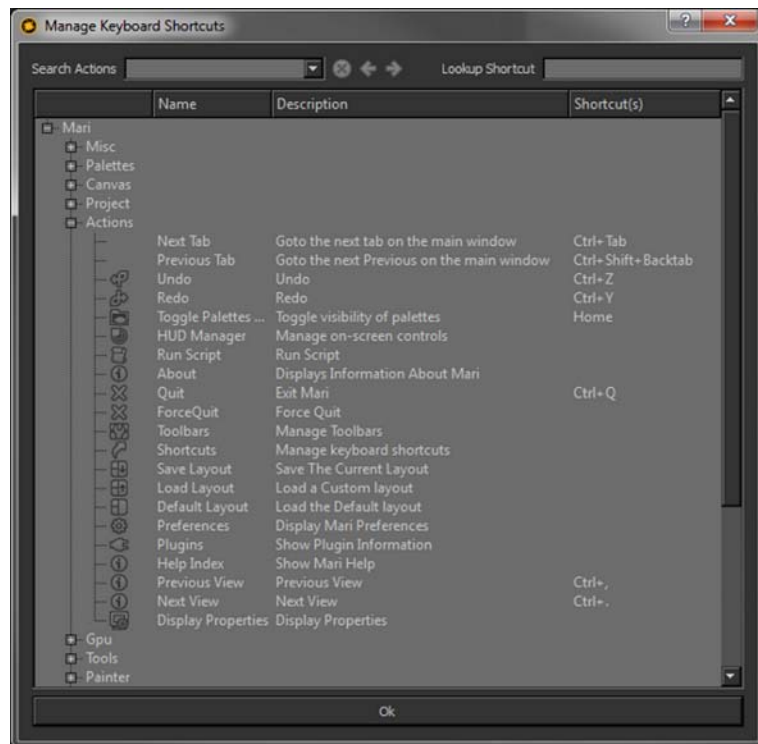 Manage Keyboard Shortcuts
Search Actions Lookup Shortcut
Name Description Shortcut(s)
Mari
Misc
Palettes
Canvas
Project
Actions
Next Tab Goto the next tab on the main window Ctrl+Tab
Previous Tab Goto the next Previous on the main window Ctrl+Shift+Backtab
Undo Undo Ctrl+Z
Redo Redo Ctrl+Y
Toggle Palettes ... Toggle visibility of palettes Home
HUD Manager Manage on-screen controls
Run Script Run Script
About Displays Information About Mari
Quit Exit Mari Ctrl+Q
ForceQuit Force Quit
Toolbars Manage Toolbars
Shortcuts Manage keyboard shortcuts
Save Layout Save The Current Layout
Load Layout Load a Custom layout
Default Layout Load the Default layout
Preferences Display Mari Preferences
Plugins Show Plugin Information
Help Index Show Mari Help
Previous View Previous View Ctrl+,
Next View Next View Ctrl+.
Display Properties Display Properties
Gpu
Tools
Painter
Ok